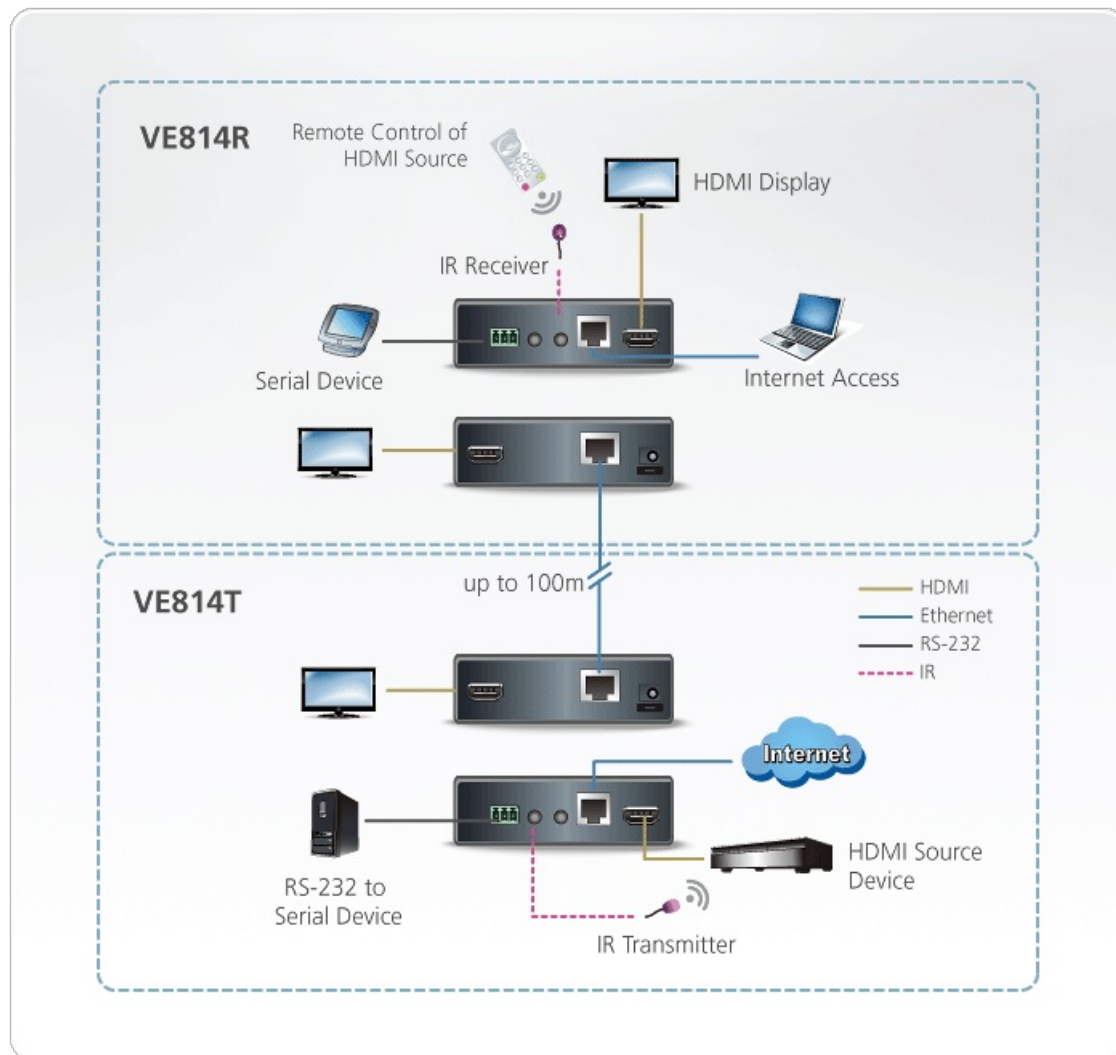 VE814R
Remote Control of
HDMI Source
HDMI Display
IR Receiver
Serial Device
Internet Access
up to 100m
VE814T
HDMI
Ethernet
RS-232
IR
Internet
RS-232 to
Serial Device
HDMI Source
Device
IR Transmitter